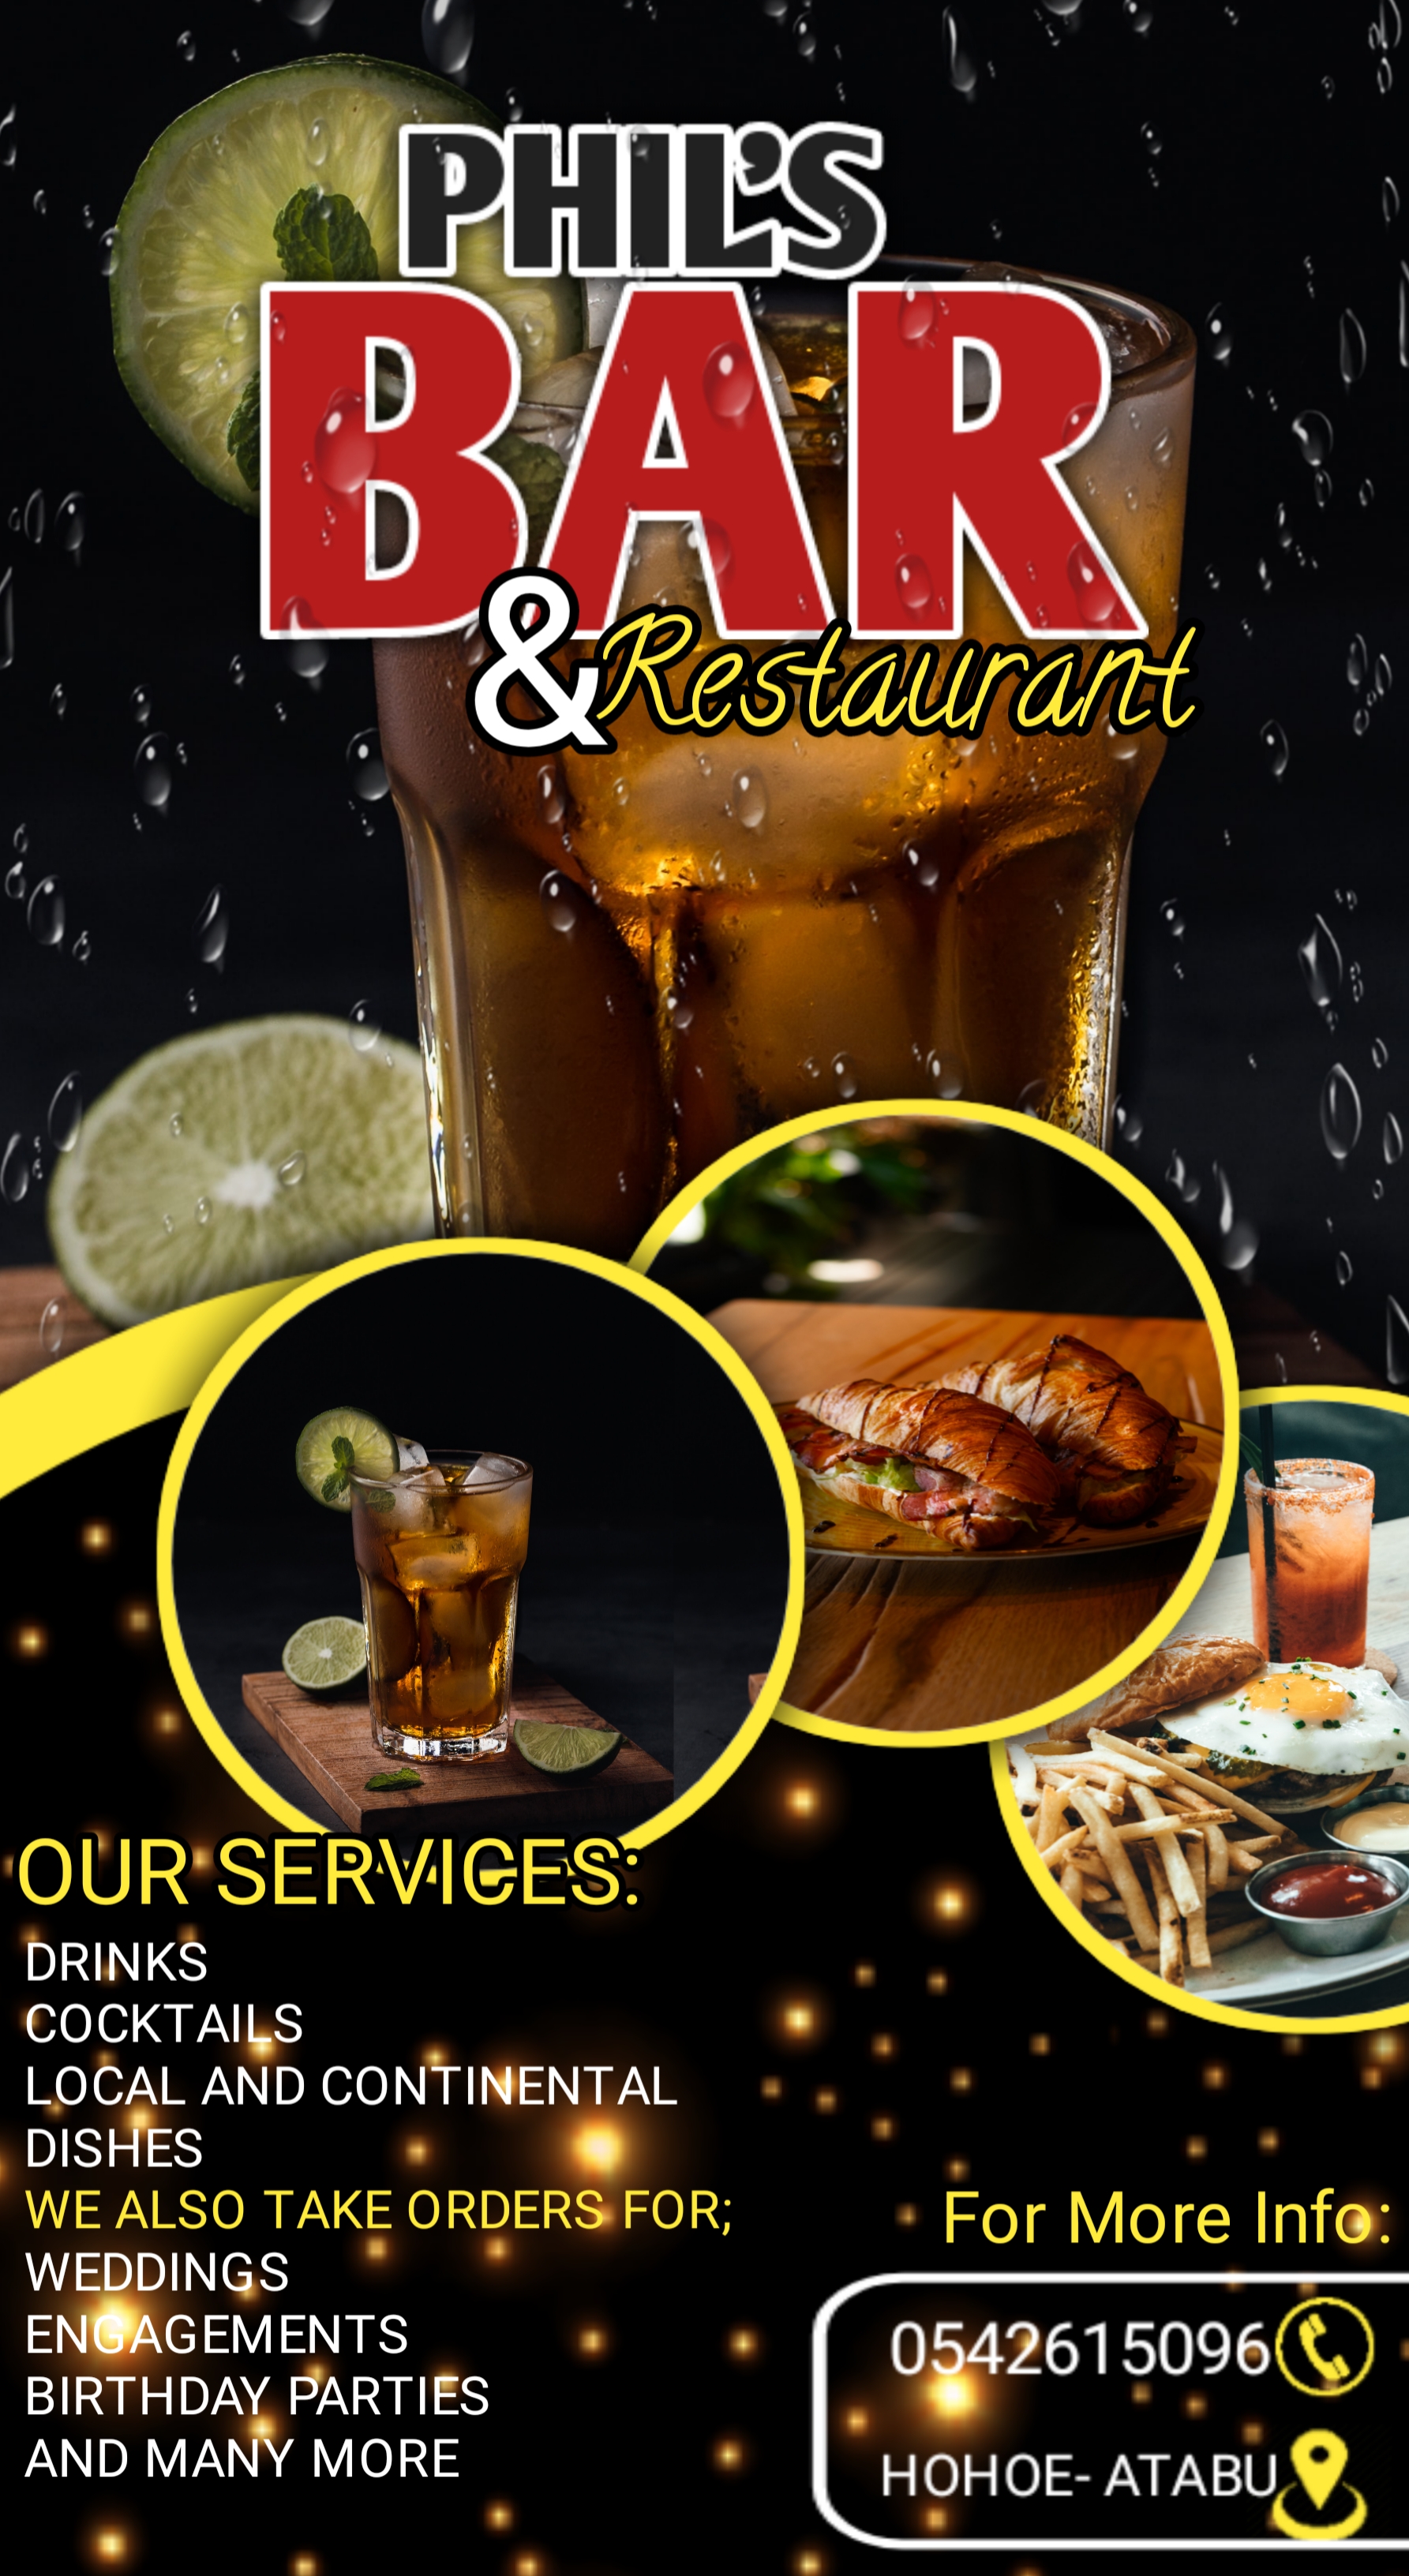 PHIL'S
BAR
& Restaurant
OUR SERVICES:
DRINKS
COCKTAILS
LOCAL AND CONTINENTAL
DISHES
WE ALSO TAKE ORDERS FOR;
WEDDINGS
ENGAGEMENTS
BIRTHDAY PARTIES
AND MANY MORE
For More Info:
0542615096
HOHOE- ATABU